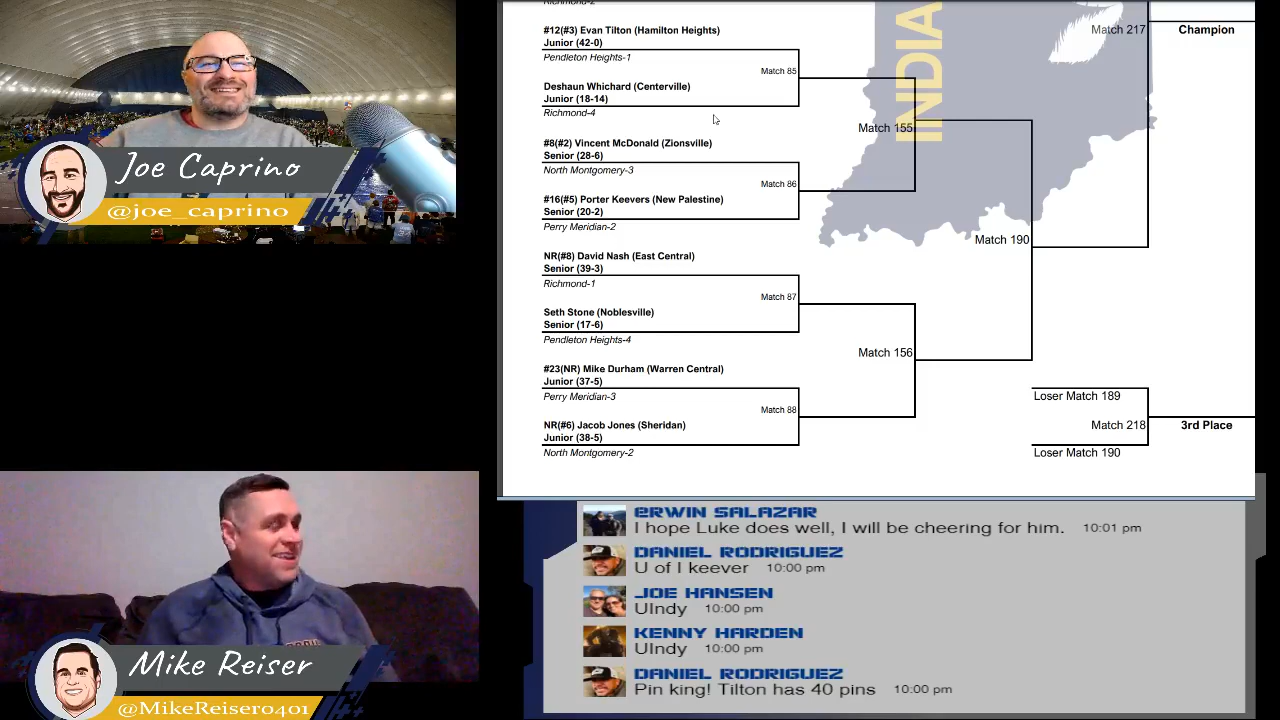 Joe Caprino
@joe_caprino
Richmond-2
#12(#3) Evan Tilton (Hamilton Heights)
Junior (42-0)
Pendleton Heights-1
Match 85
Deshaun Whichard (Centerville)
Junior (18-14)
Richmond-4
Match 155
#8(#2) Vincent McDonald (Zionsville)
Senior (28-6)
North Montgomery-3
Match 86
#16(#5) Porter Keevers (New Palestine)
Senior (20-2)
Perry Meridian-2
Match 190
NR(#8) David Nash (East Central)
Senior (39-3)
Richmond-1
Match 87
Seth Stone (Noblesville)
Senior (17-6)
Pendleton Heights-4
Match 156
#23(NR) Mike Durham (Warren Central)
Junior (37-5)
Perry Meridian-3
Match 88
NR(#6) Jacob Jones (Sheridan)
Junior (38-5)
North Montgomery-2
INDIA
Match 217
Champion
Loser Match 189
Match 218
3rd Place
Loser Match 190
Mike Reiser
@MikeReiser0401
ERWIN SALAZAR
I hope Luke does well, I will be cheering for him. 10:01 pm
DANIEL RODRIGUEZ
U of I keever 10:00 pm
JOE HANSEN
UIndy 10:00 pm
KENNY HARDEN
UIndy 10:00 pm
DANIEL RODRIGUEZ
Pin king! Tilton has 40 pins 10:00 pm